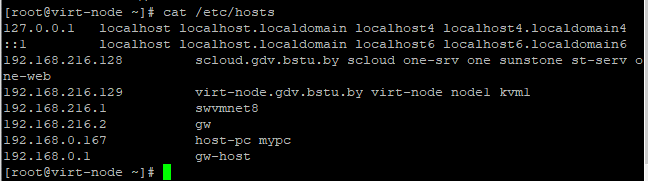 [root@virt-node ~]# cat /etc/hosts
127.0.0.1   localhost localhost.localdomain localhost4 localhost4.localdomain4
::1         localhost localhost.localdomain localhost6 localhost6.localdomain6
192.168.216.128         scloud.gdv.bstu.by scloud one-srv one sunstone st-serv o
ne-web
192.168.216.129         virt-node.gdv.bstu.by virt-node node1 kvm1
192.168.216.1           swvmnet8
192.168.216.2           gw
192.168.0.167           host-pc mypc
192.168.0.1             gw-host
[root@virt-node ~]#